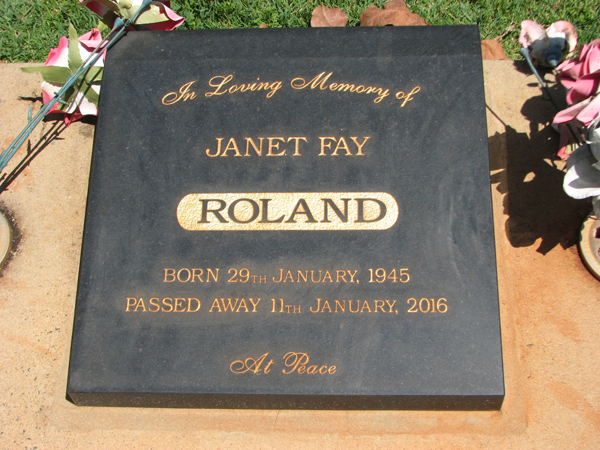 In Loving Memory of
JANET FAY
ROLAND
BORN 29TH JANUARY, 1945
PASSED AWAY 11TH JANUARY, 2016
At Peace